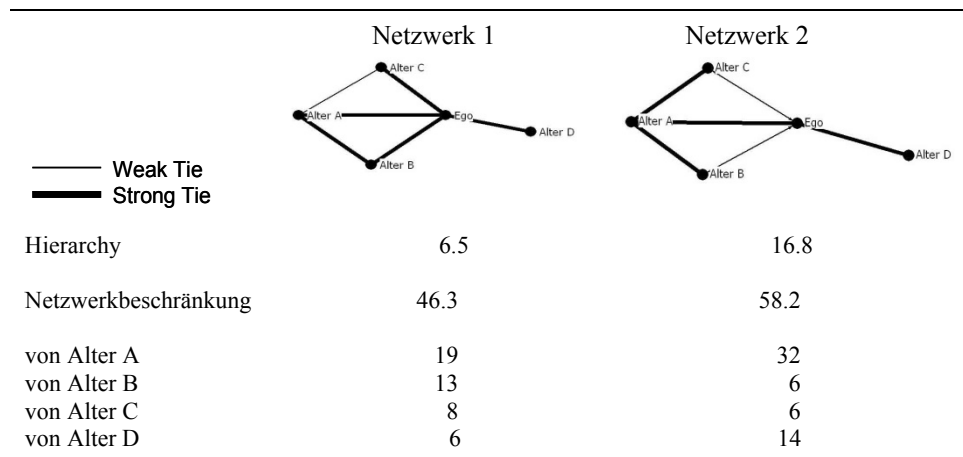 Netzwerk 1 Netzwerk 2
Alter C Alter C
Alter A Ego Alter A Ego
Alter D Alter D
Alter B Alter B
Weak Tie
Strong Tie
Hierarchy 6.5 16.8
Netzwerkbeschränkung 46.3 58.2
von Alter A 19 32
von Alter B 13 6
von Alter C 8 6
von Alter D 6 14